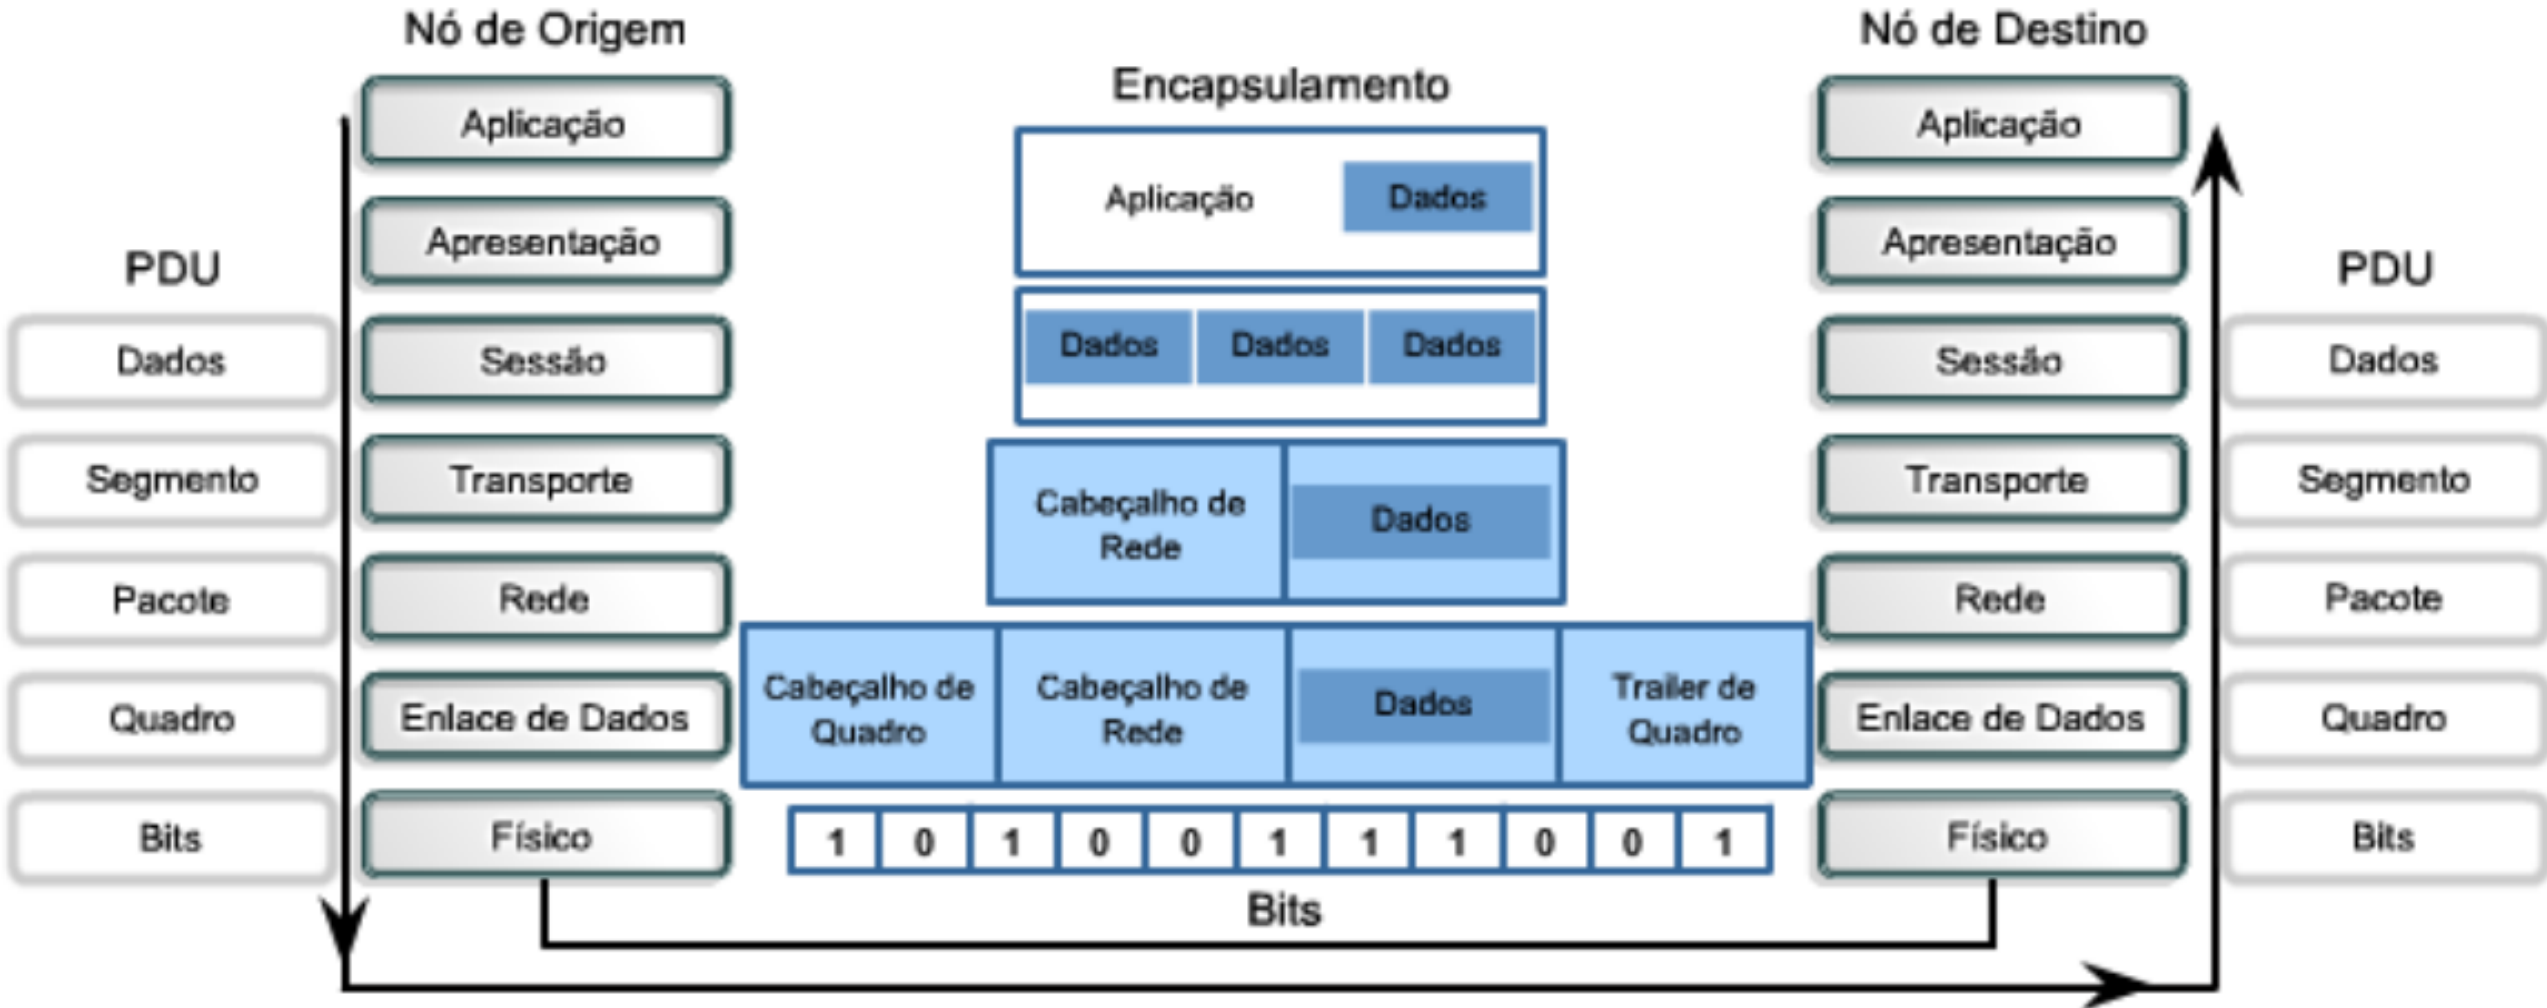 Nó de Origem
Nó de Destino
Encapsulamento
PDU
Dados
Segmento
Pacote
Quadro
Bits
Aplicação
Apresentação
Sessão
Transporte
Rede
Enlace de Dados
Físico
Aplicação Dados
Dados Dados Dados
Cabeçalho de
Rede
Dados
Cabeçalho de
Quadro
Cabeçalho de
Rede
Dados
Trailer de
Quadro
1 0 1 0 0 1 1 1 0 0 1
Bits
Aplicação
Apresentação
Sessão
Transporte
Rede
Enlace de Dados
Físico
PDU
Dados
Segmento
Pacote
Quadro
Bits